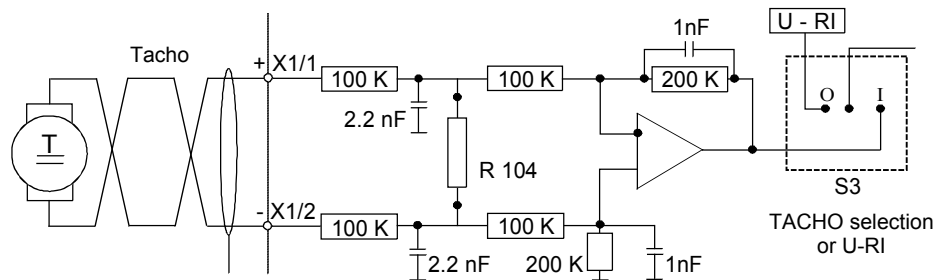 U - RI
1nF
Tacho
+ X1/1
100 K
100 K
200 K
2.2 nF
O
I
T
R 104
S3
- X1/2
100 K
100 K
TACHO selection
or U-RI
2.2 nF
200 K
1nF